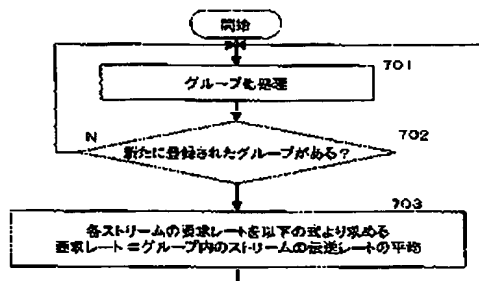 開始
701
グループ化処理
702
N
新たに登録されたグループがある?
703
各ストリームの要求レートを以下の式より求める
要求レート=グループ内のストリームの伝送レートの平均